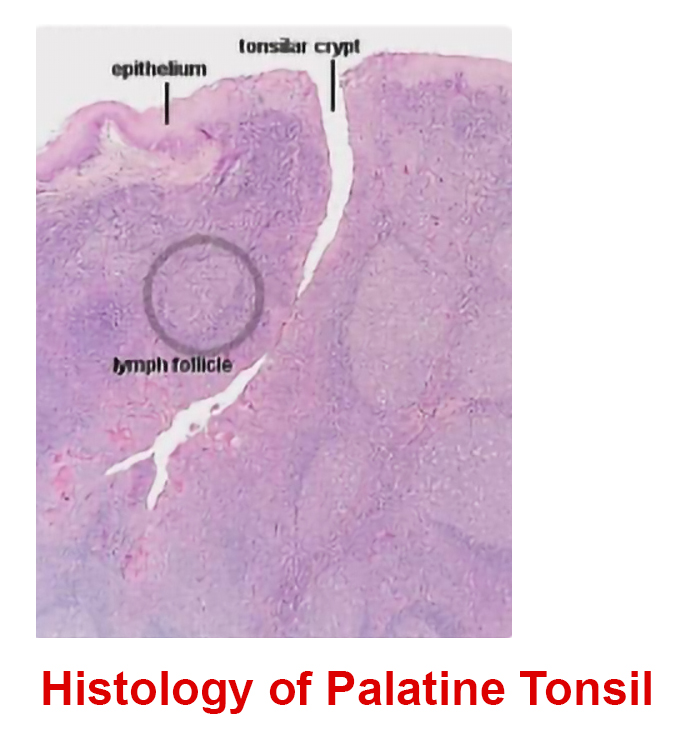 tonsilar crypt
epithelium
lymph follicle
Histology of Palatine Tonsil